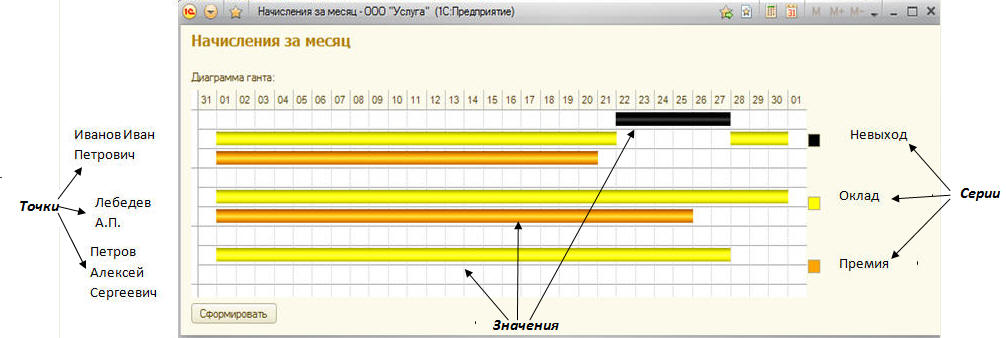 1С Начисления за месяц - ООО "Услуга" (1С:Предприятие) 31 M M+ M-
Начисления за месяц
Диаграмма ганта:
31 01 02 03 04 05 06 07 08 09 10 11 12 13 14 15 16 17 18 19 20 21 22 23 24 25 26 27 28 29 30 01
Иванов Иван
Петрович
Невыход
Точки
Лебедев
А.П.
Оклад
Серии
Петров
Алексей
Сергеевич
Премия
Сформировать
Значения